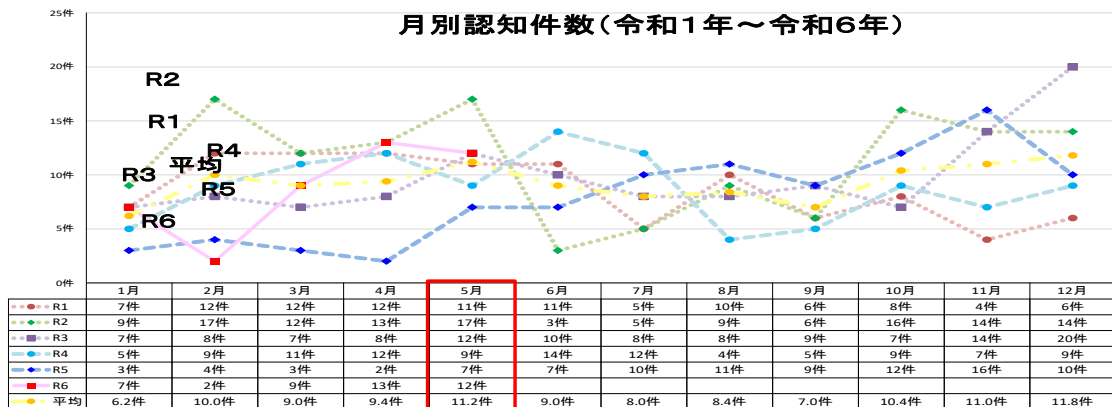 月別認知件数(令和1年～令和6年)
25件
20件
15件
10件
5件
0件
R2
R1
R4
平均
R3
R5
R6
1月 2月 3月 4月 5月 6月 7月 8月 9月 10月 11月 12月
R1 7件 12件 12件 12件 11件 11件 5件 10件 6件 8件 4件 6件
R2 9件 17件 12件 13件 17件 3件 5件 9件 6件 16件 14件 14件
R3 7件 8件 7件 8件 12件 10件 8件 8件 9件 7件 14件 20件
R4 5件 9件 11件 12件 9件 14件 12件 4件 5件 9件 7件 9件
R5 3件 4件 3件 2件 7件 7件 10件 11件 9件 12件 16件 10件
R6 7件 2件 9件 13件 12件
平均 6.2件 10.0件 9.0件 9.4件 11.2件 9.0件 8.0件 8.4件 7.0件 10.4件 11.0件 11.8件